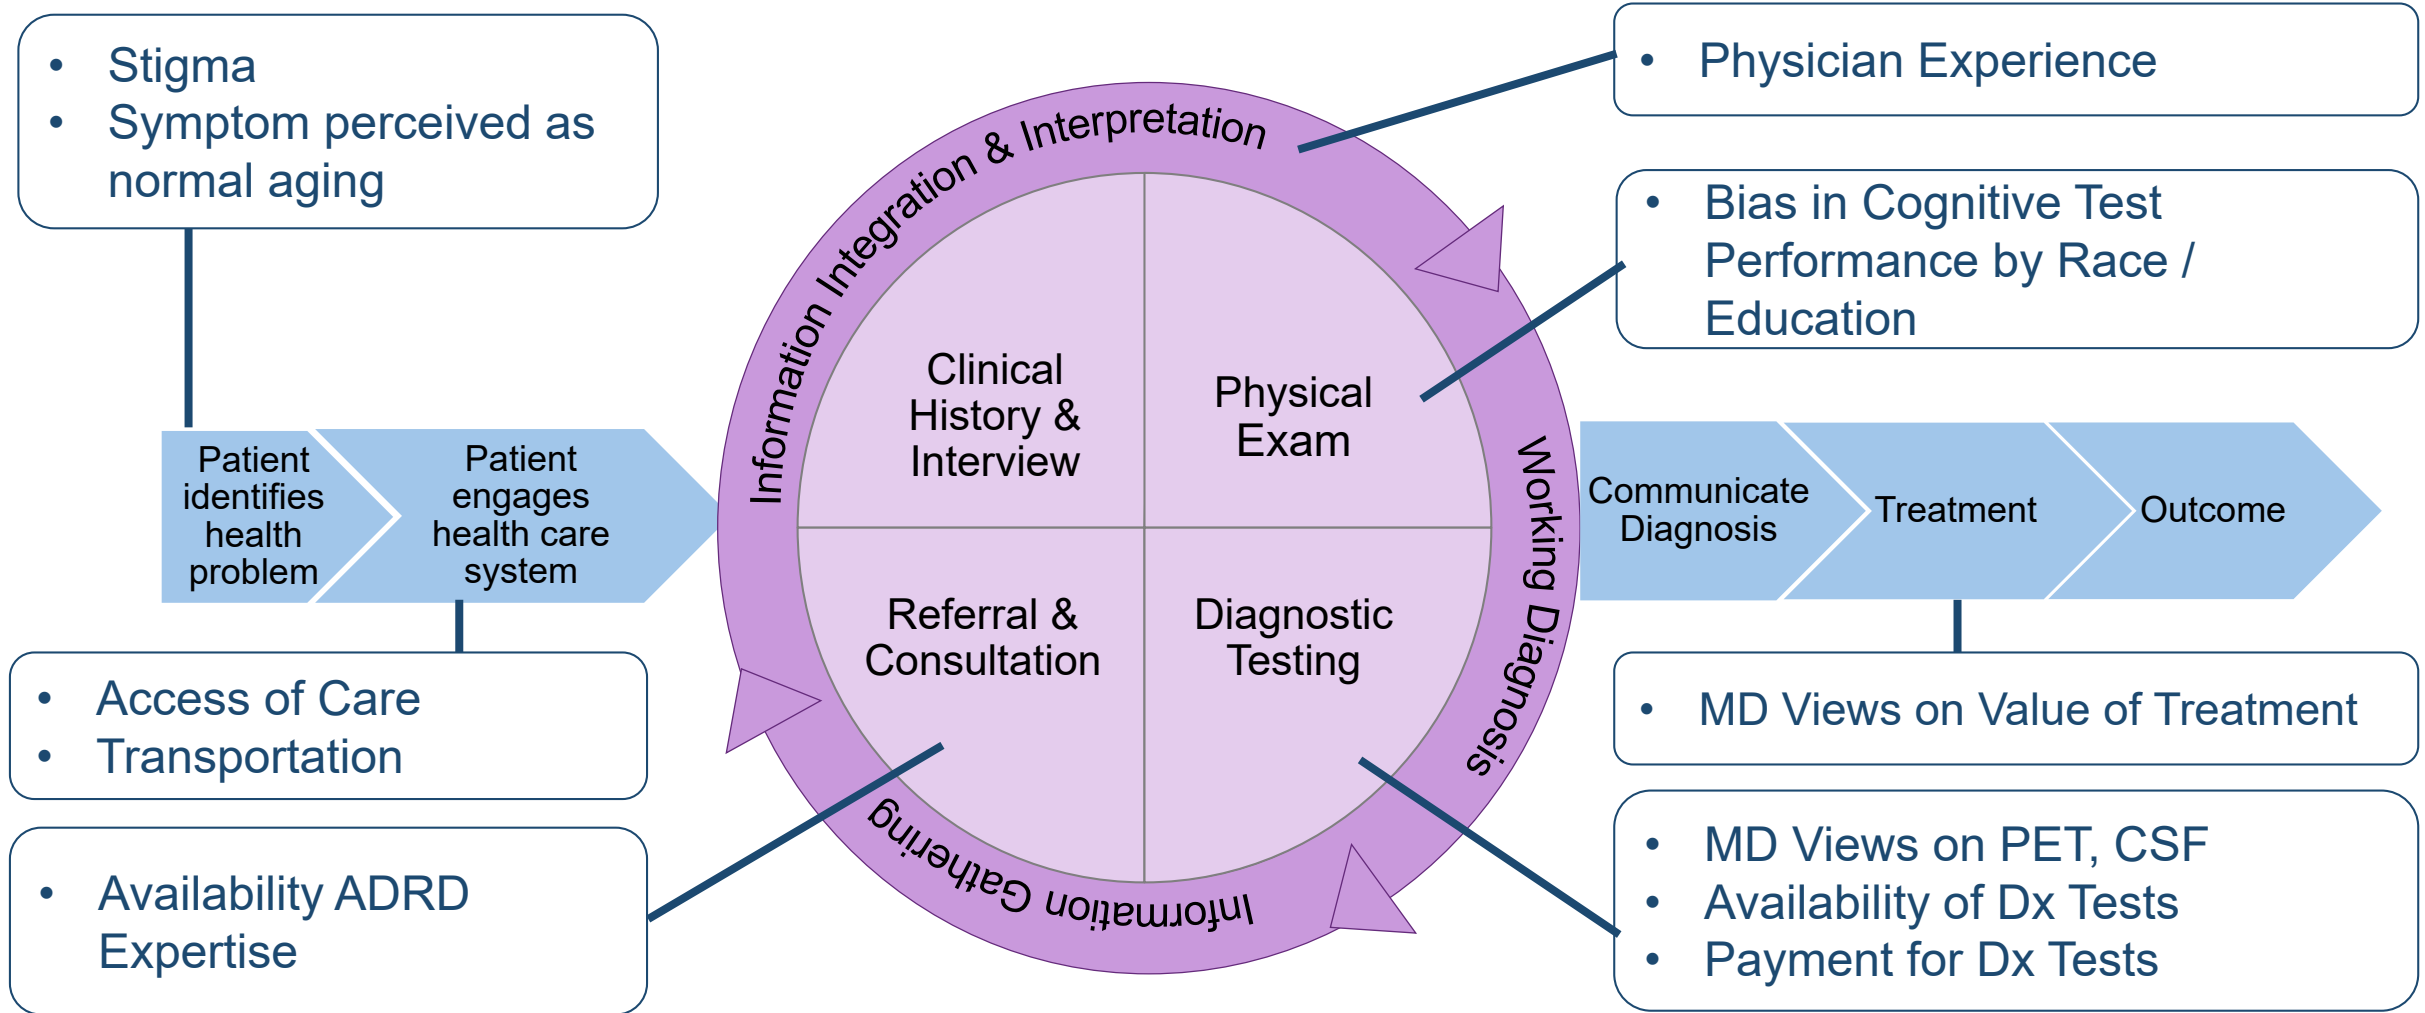 • Stigma
• Symptom perceived as
normal aging
Patient
identifies
health
problem
Patient
engages
health care
system
• Access of Care
• Transportation
• Availability ADRD
Expertise
Information Integration & Interpretation
Working Diagnosis
Information Gathering
Clinical
History &
Interview
Physical
Exam
Referral &
Consultation
Diagnostic
Testing
• Physician Experience
• Bias in Cognitive Test
Performance by Race /
Education
Communicate
Diagnosis
Treatment
Outcome
• MD Views on Value of Treatment
• MD Views on PET, CSF
• Availability of Dx Tests
• Payment for Dx Tests